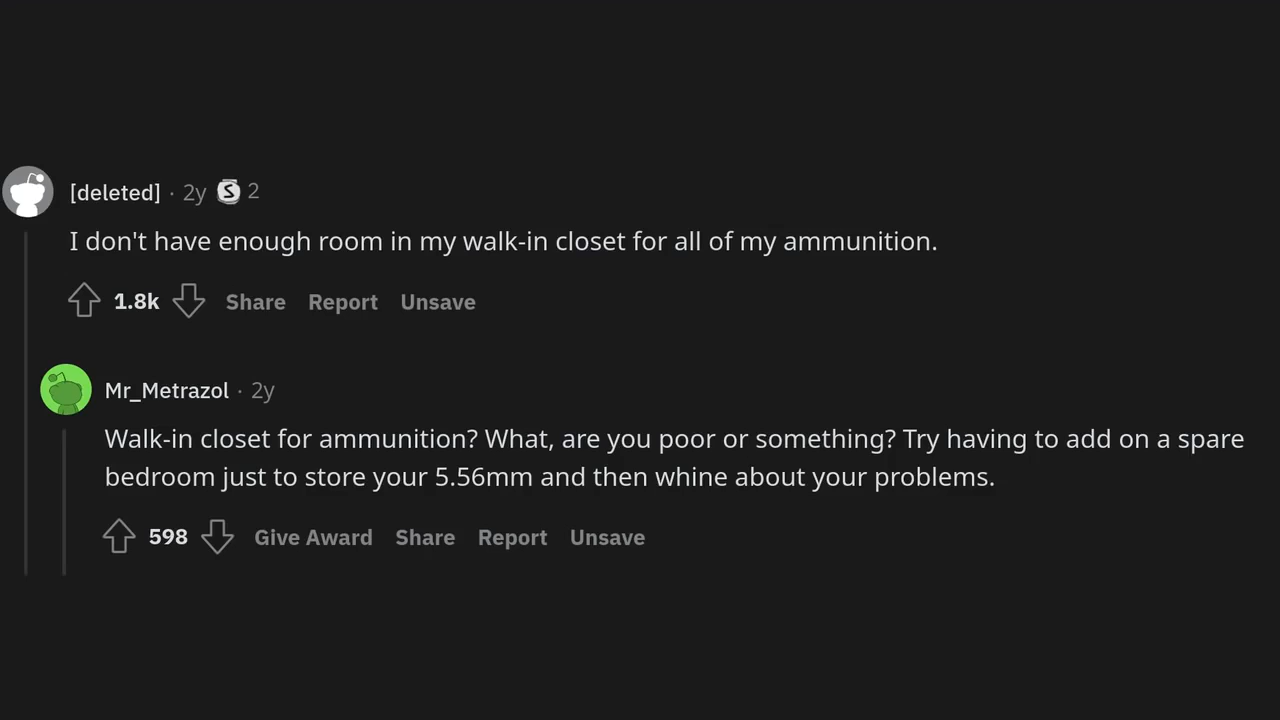 [deleted] · 2y S 2
I don't have enough room in my walk-in closet for all of my ammunition.
1.8k Share Report Unsave
Mr_Metrazol · 2y
Walk-in closet for ammunition? What, are you poor or something? Try having to add on a spare
bedroom just to store your 5.56mm and then whine about your problems.
598 Give Award Share Report Unsave